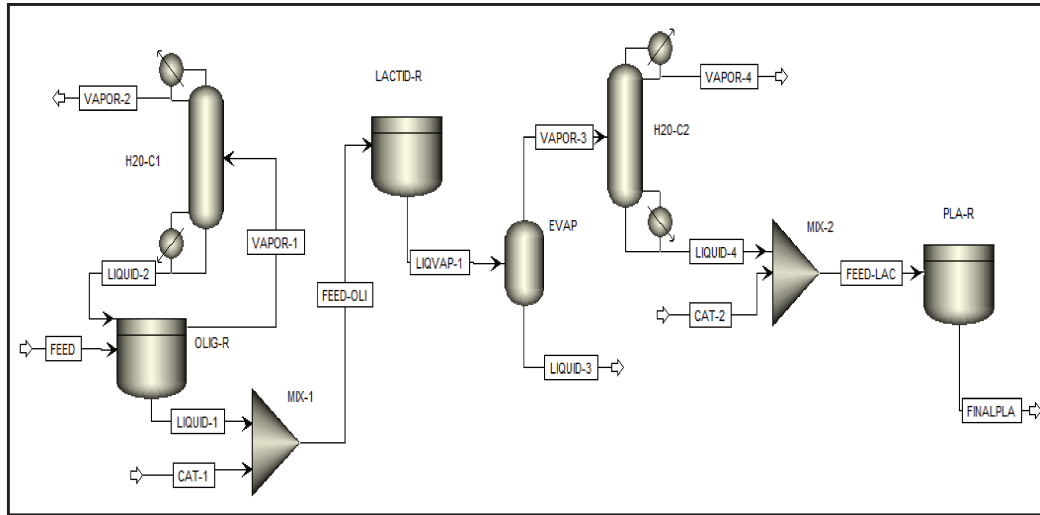 LACTID-R
VAPOR-2
VAPOR-4
H20-C1
VAPOR-3
H20-C2
EVAP
MIX-2
PLA-R
VAPOR-1
LIQUID-2
LIQVAP-1
LIQUID-4
FEED-LAC
FEED-OLI
CAT-2
FEED
OLIG-R
LIQUID-3
MIX-1
LIQUID-1
FINALPLA
CAT-1